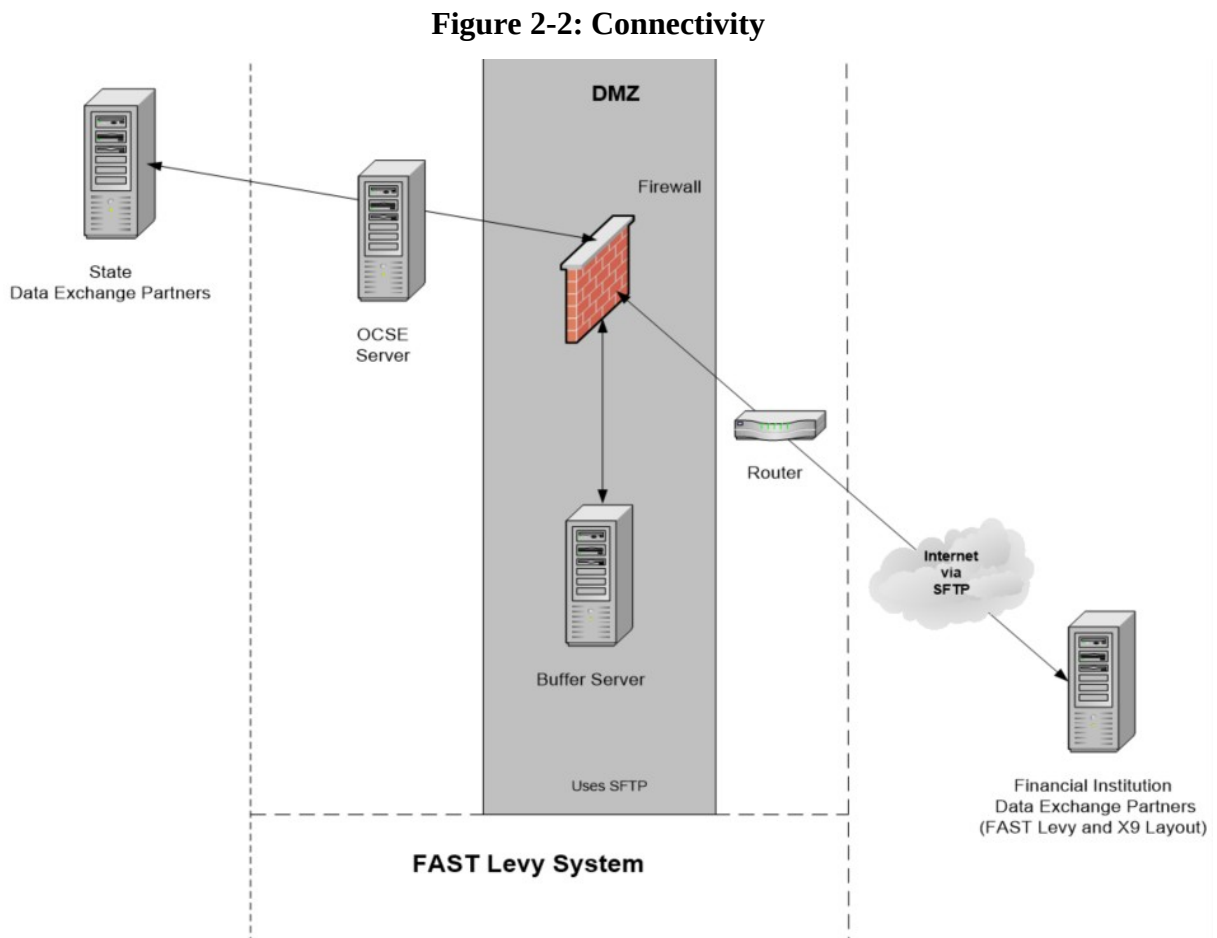 Figure 2-2: Connectivity
DMZ
Firewall
State
Data Exchange Partners
OCSE
Server
Router
Internet
via
SFTP
Buffer Server
Uses SFTP
Financial Institution
Data Exchange Partners
(FAST Levy and X9 Layout)
FAST Levy System